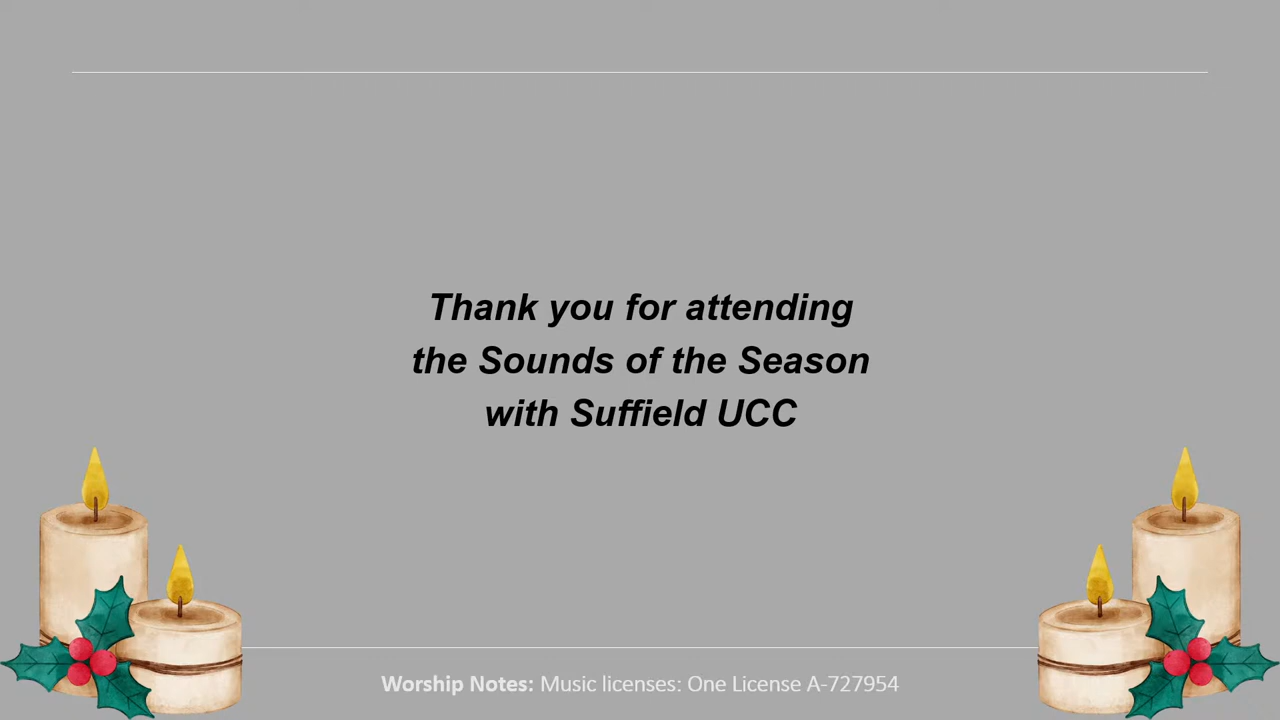 Thank you for attending
the Sounds of the Season
with Suffield UCC
Worship Notes: Music licenses: One License A-727954